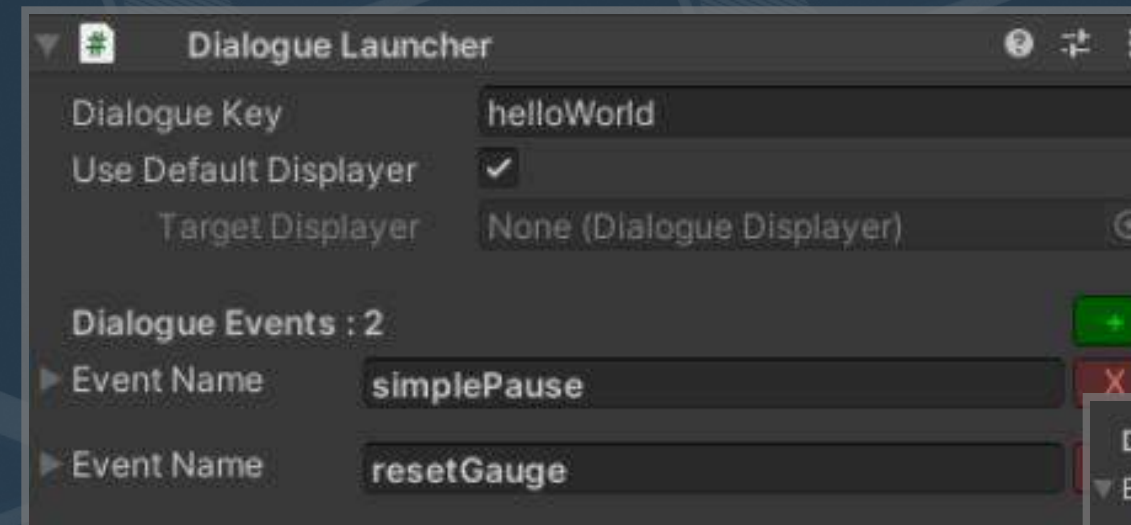 # Dialogue Launcher
Dialogue Key helloWorld
Use Default Displayer
Target Displayer None (Dialogue Displayer)
Dialogue Events : 2 +
Event Name simplePause X
Event Name resetGauge